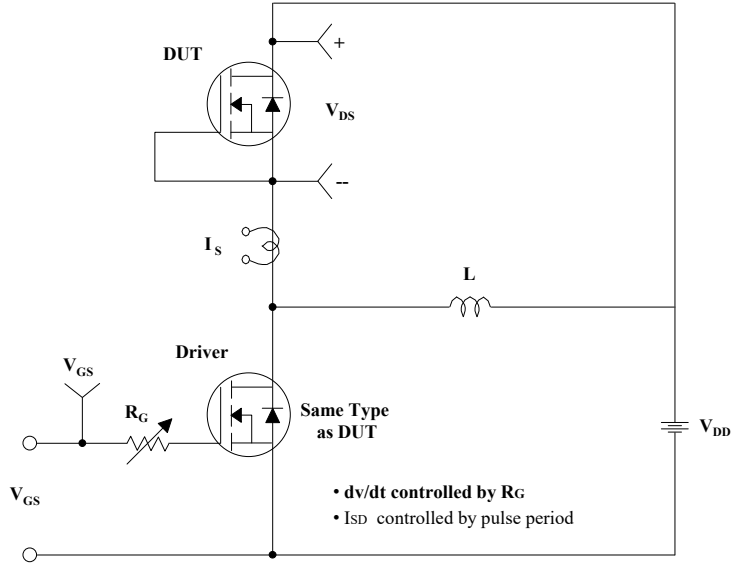 +
DUT
VDS
--
IS
L
Driver
VGS
RG
Same Type
as DUT
VDD
VGS
• dv/dt controlled by RG
• ISD controlled by pulse period